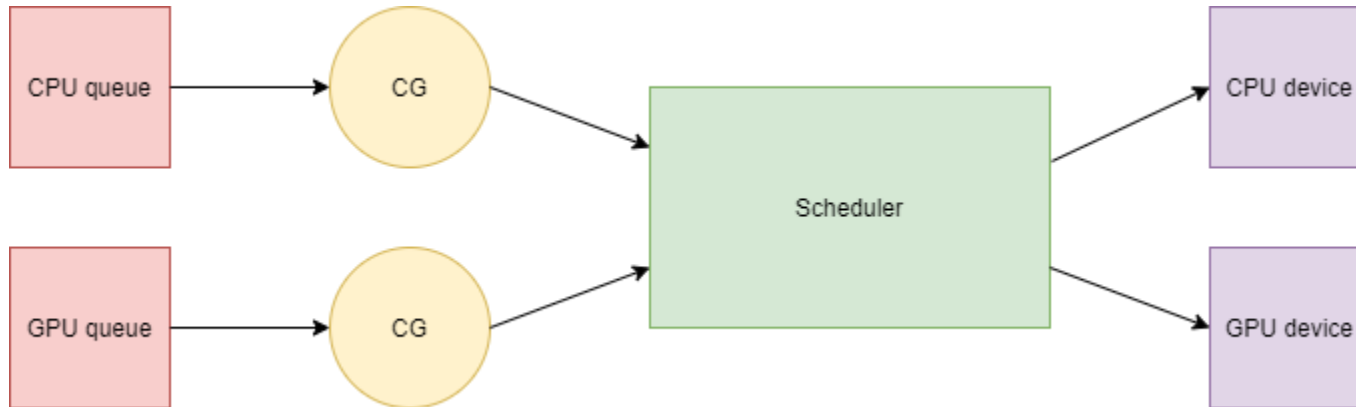 CPU queue
CG
Scheduler
CPU device
GPU queue
CG
GPU device